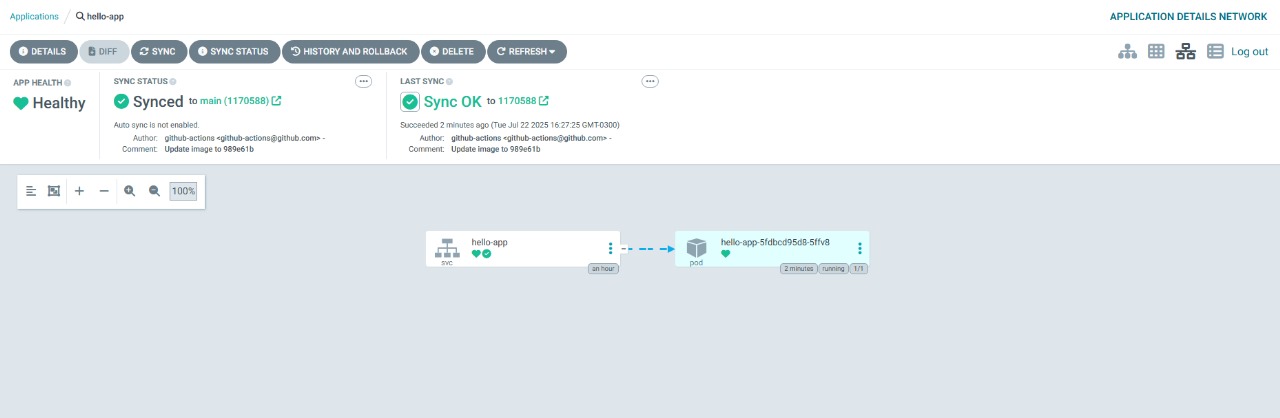 Applications / hello-app
APPLICATION DETAILS NETWORK
DETAILS DIFF SYNC SYNC STATUS HISTORY AND ROLLBACK DELETE REFRESH
Log out
APP HEALTH
Healthy
SYNC STATUS
Synced to main (1170588)
Auto sync is not enabled.
Author: github-actions <github-actions@github.com> -
Comment: Update image to 989e61b
LAST SYNC
Sync OK to 1170588
Succeeded 2 minutes ago (Tue Jul 22 2025 16:27:25 GMT-0300)
Author: github-actions <github-actions@github.com> -
Comment: Update image to 989e61b
100%
hello-app
svc
an hour
hello-app-5fdbcd95d8-5ffv8
pod
2 minutes running 1/1